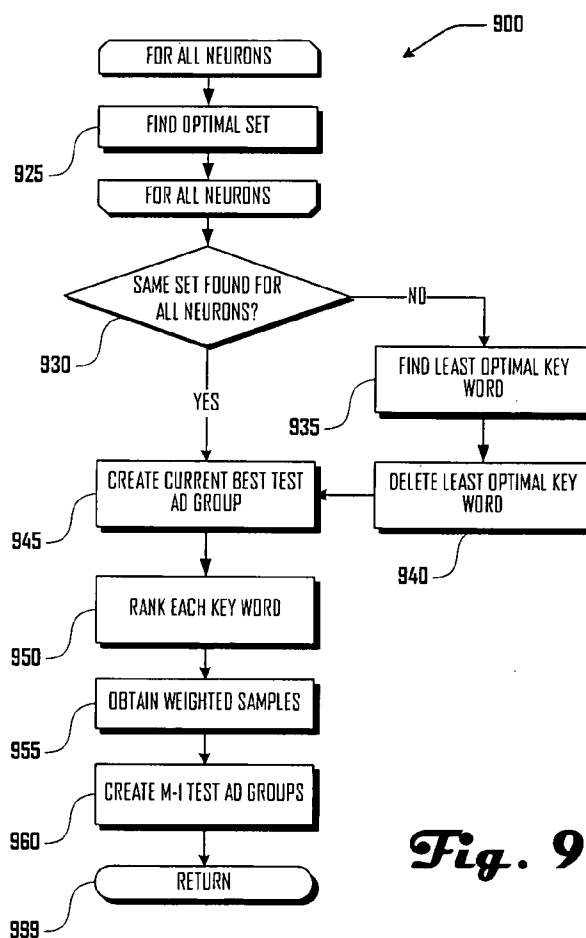 900
FOR ALL NEURONS
FIND OPTIMAL SET
925
FOR ALL NEURONS
SAME SET FOUND FOR
ALL NEURONS?
930
NO
FIND LEAST OPTIMAL KEY
WORD
935
YES
CREATE CURRENT BEST TEST
AD GROUP
945
DELETE LEAST OPTIMAL KEY
WORD
940
RANK EACH KEY WORD
950
OBTAIN WEIGHTED SAMPLES
955
CREATE M-1 TEST AD GROUPS
960
RETURN
999
Fig. 9